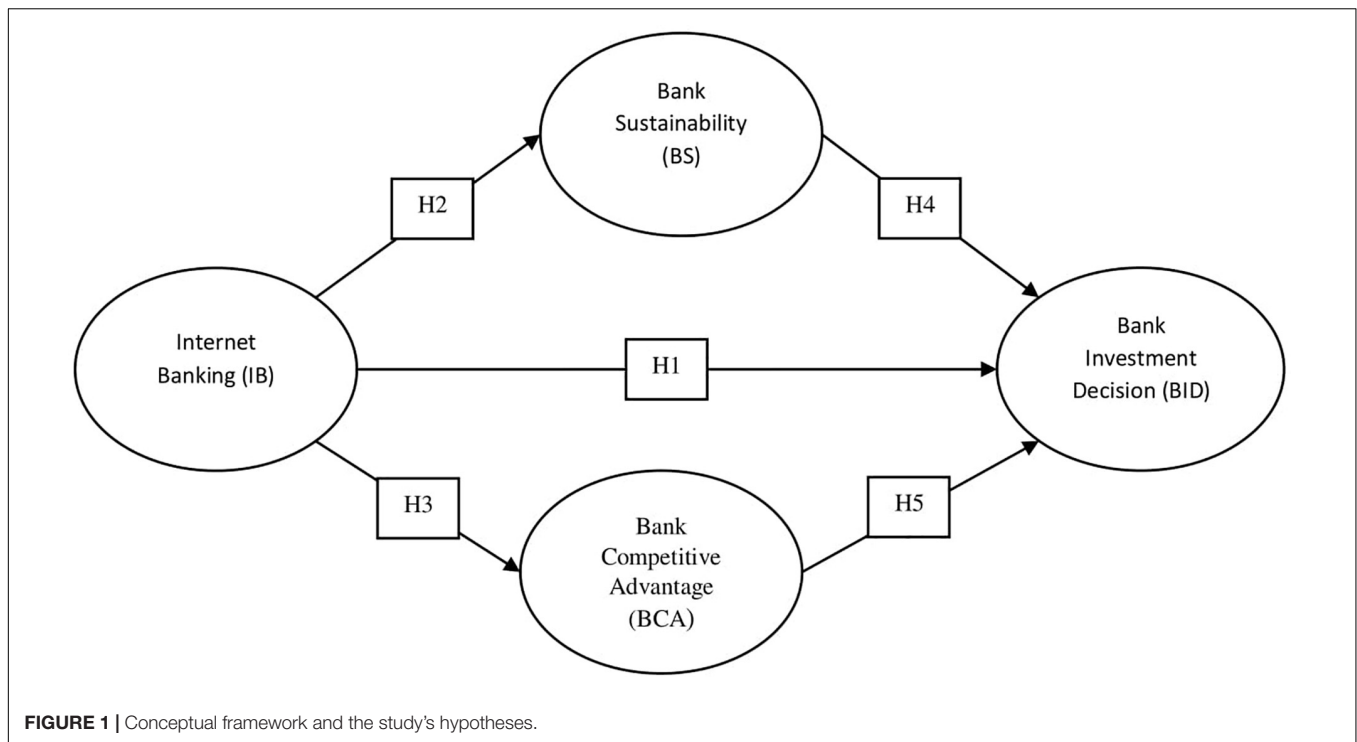 Bank
Sustainability
(BS)
H2
H4
Internet
Banking (IB)
H1
Bank
Investment
Decision (BID)
H3
H5
Bank
Competitive
Advantage
(BCA)
FIGURE 1 | Conceptual framework and the study's hypotheses.